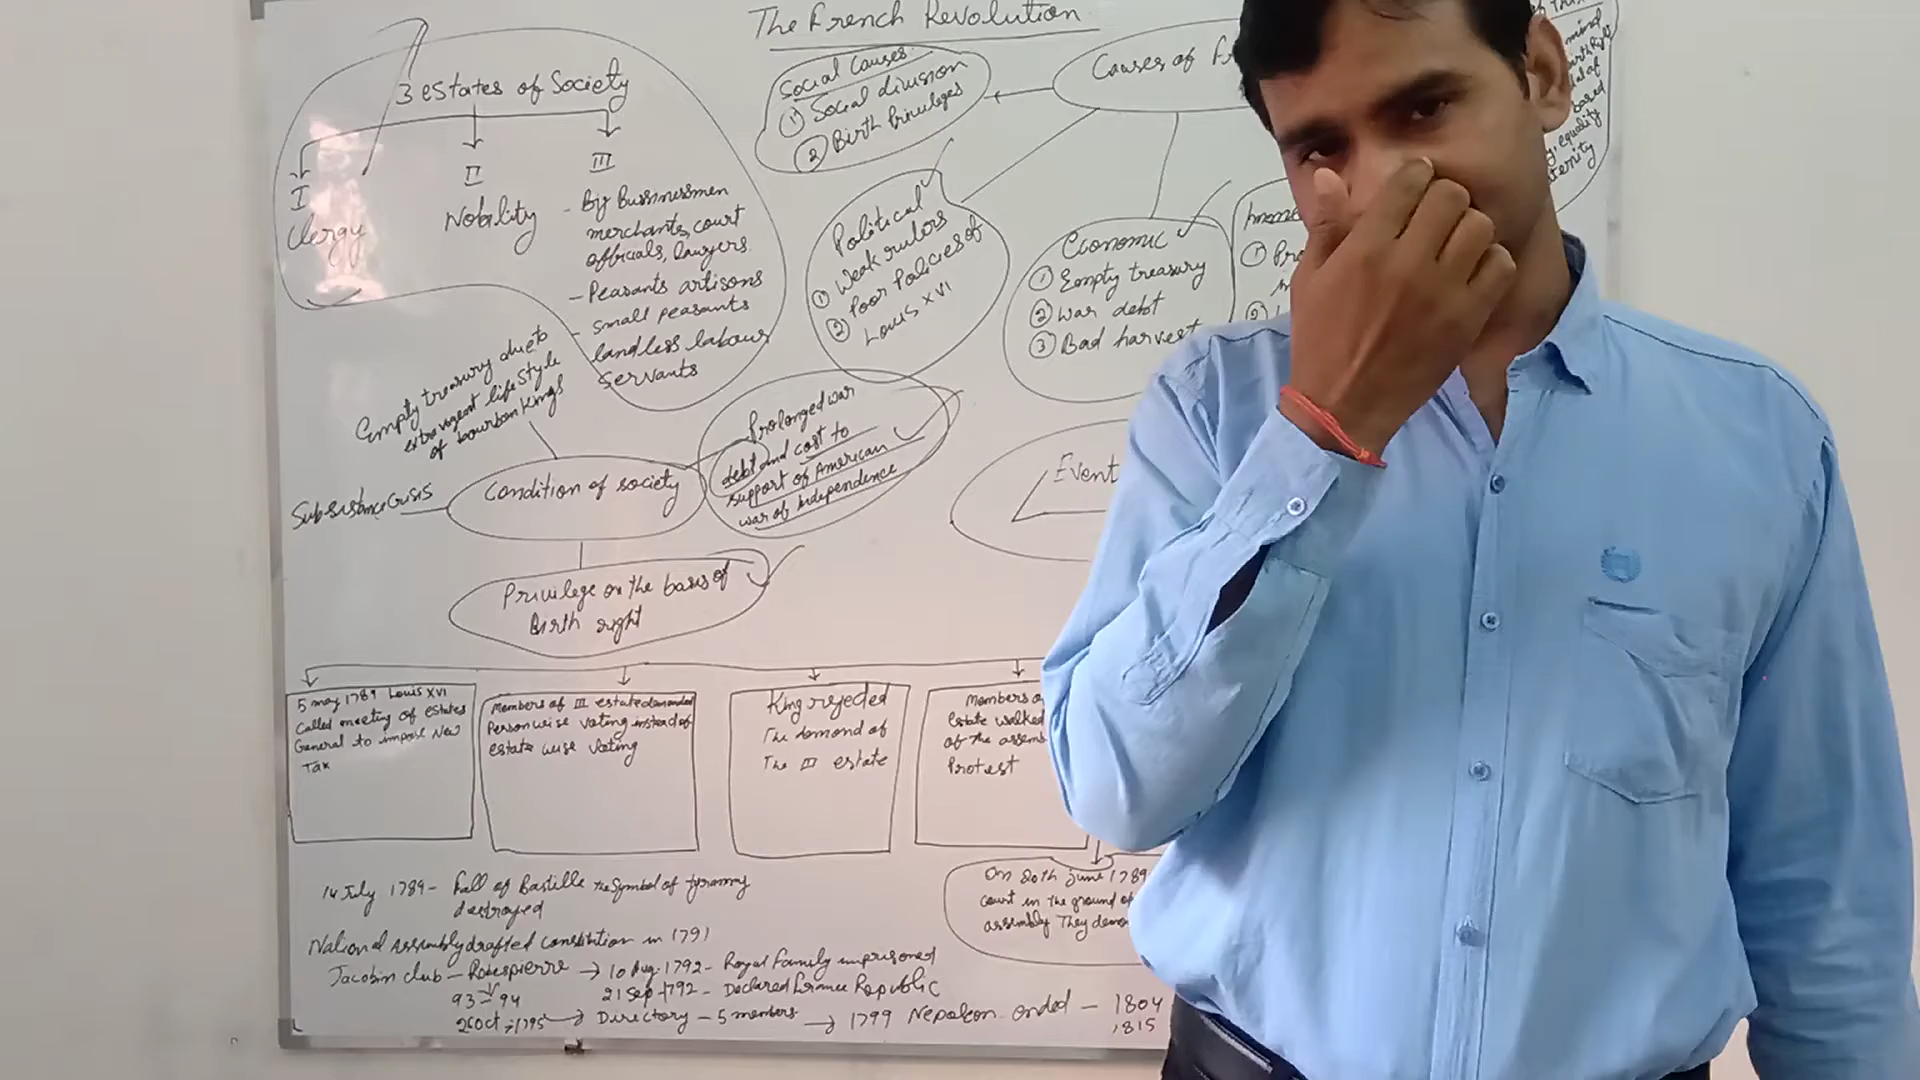 The French Revolution
3 estates of Society
I
Clergy
II
Nobility
III
- Big Bussinessmen
merchants, court
officials, lawyers.
- Peasants artisons
- small peasants
landless labour
servants
Social Causes.
① Social division
② Birth Privileges
Causes of
Political
① Weak rulers
② Poor Policies of
Louis XVI
Economic
① Empty treasury
② War debt
③ Bad harvest
mind
based
equality
Empty treasury due to
extravagent life style
of bourbon Kings
Subsistance Crisis
Condition of society
Prolonged war
debt and cost to
support of American
war of Independence
Privilege on the basis of
Birth right
Event
5 may 1789 Louis XVI
Called meeting of estates
General to impose New
Tax
Members of III estate demanded
Person wise voting instead of
estate wise voting
King rejected
The demand of
The III estate
Members o
Estate walked
of the assem
Protest
On 20th june 1789
court in the ground of
assembly They demon
14 July 1789 - Fall of Bastille the symbol of tyranny
destroyed
National Assembly drafted constitution in 1791
Jacobin club - Robespierre → 10 Aug. 1792 - Royal Family imprisoned
93 - 94
21 Sep 1792 - Declared France Republic
26 Oct, 1795 → Directory - 5 members → 1799 Nepoleon ended - 1804
1815